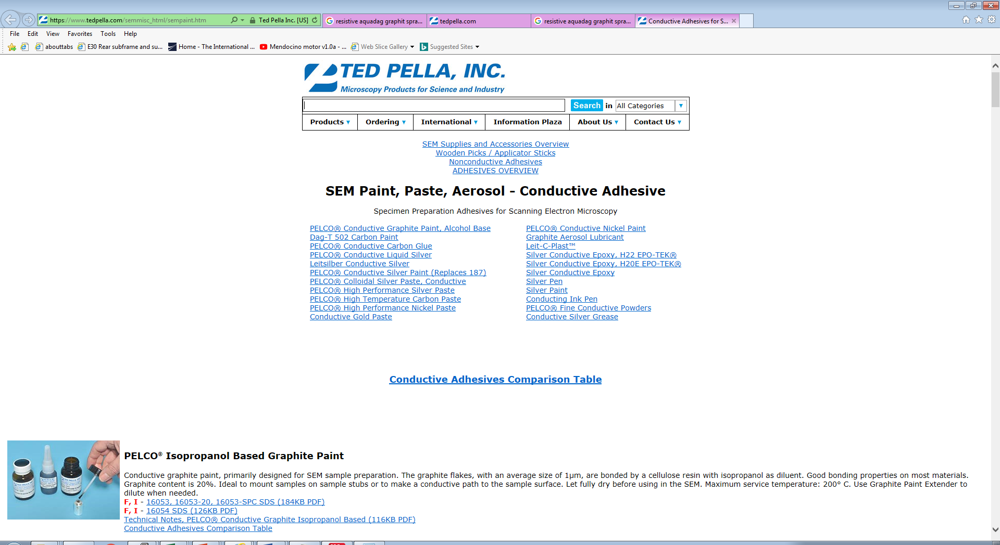 https://www.tedpella.com/semmisc_html/sempaint.htm
Ted Pella Inc. [US]
resistive aquadag graphit spra...
tedpella.com
resistive aquadag graphit spra...
Conductive Adhesives for S...
File Edit View Favorites Tools Help
abouttabs
E30 Rear subframe and su...
Home - The International ...
Mendocino motor v1.0a - ...
Web Slice Gallery
Suggested Sites
TED PELLA, INC.
Microscopy Products for Science and Industry
Search in All Categories
Products Ordering International Information Plaza About Us Contact Us
SEM Supplies and Accessories Overview
Wooden Picks / Applicator Sticks
Nonconductive Adhesives
ADHESIVES OVERVIEW
SEM Paint, Paste, Aerosol - Conductive Adhesive
Specimen Preparation Adhesives for Scanning Electron Microscopy
PELCO® Conductive Graphite Paint, Alcohol Base
Dag-T 502 Carbon Paint
PELCO® Conductive Carbon Glue
PELCO® Conductive Liquid Silver
Leitsilber Conductive Silver
PELCO® Conductive Silver Paint (Replaces 187)
PELCO® Colloidal Silver Paste, Conductive
PELCO® High Performance Silver Paste
PELCO® High Temperature Carbon Paste
PELCO® High Performance Nickel Paste
Conductive Gold Paste
PELCO® Conductive Nickel Paint
Graphite Aerosol Lubricant
Leit-C-Plast™
Silver Conductive Epoxy, H22 EPO-TEK®
Silver Conductive Epoxy, H20E EPO-TEK®
Silver Conductive Epoxy
Silver Pen
Silver Paint
Conducting Ink Pen
PELCO® Fine Conductive Powders
Conductive Silver Grease
Conductive Adhesives Comparison Table
PELCO® Isopropanol Based Graphite Paint
Conductive graphite paint, primarily designed for SEM sample preparation. The graphite flakes, with an average size of 1µm, are bonded by a cellulose resin with isopropanol as diluent. Good bonding properties on most materials.
Graphite content is 20%. Ideal to mount samples on sample stubs or to make a conductive path to the sample surface. Let fully dry before using in the SEM. Maximum service temperature: 200° C. Use Graphite Paint Extender to
dilute when needed.
F, I - 16053, 16053-20, 16053-SPC SDS (184KB PDF)
F, I - 16054 SDS (126KB PDF)
Technical Notes, PELCO® Conductive Graphite Isopropanol Based (116KB PDF)
Conductive Adhesives Comparison Table